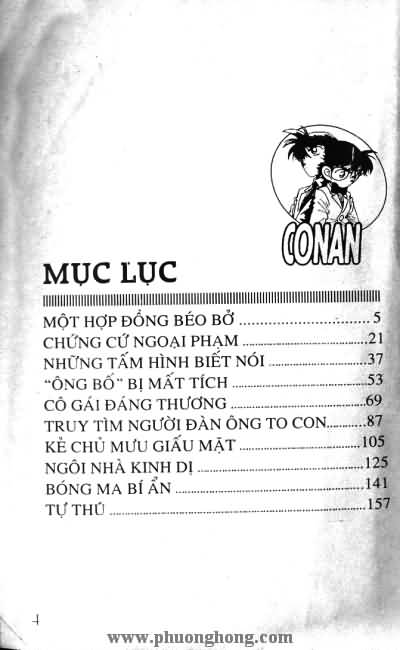 CONAN
MỤC LỤC
MỘT HỢP ĐỒNG BÉO BỞ ............................. 5
CHỨNG CỨ NGOẠI PHẠM ............................. 21
NHỮNG TẤM HÌNH BIẾT NÓI ............................. 37
“ÔNG BỐ” BỊ MẤT TÍCH ............................. 53
CÔ GÁI ĐÁNG THƯƠNG ............................. 69
TRUY TÌM NGƯỜI ĐÀN ÔNG TO CON............ 87
KẺ CHỦ MƯU GIẤU MẶT ............................. 105
NGÔI NHÀ KINH DỊ ............................. 125
BÓNG MA BÍ ẨN ............................. 141
TỰ THÚ ............................. 157
4
www.phuonghong.com